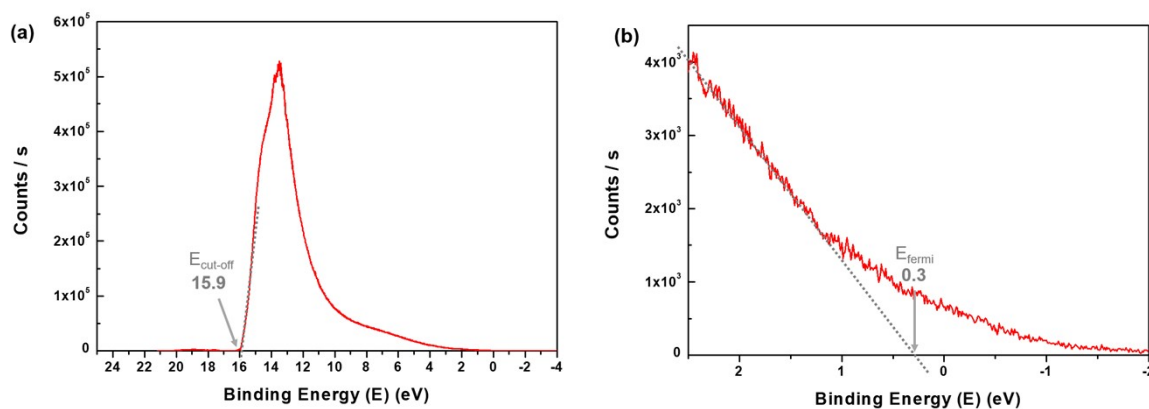 (a)
6x10⁵
5x10⁵
4x10⁵
3x10⁵
2x10⁵
1x10⁵
0
Counts / s
E_cut-off
15.9
24 22 20 18 16 14 12 10 8 6 4 2 0 -2 -4
Binding Energy (E) (eV)
(b)
4x10³
3x10³
2x10³
1x10³
0
Counts / s
E_fermi
0.3
2 1 0 -1 -2
Binding Energy (E) (eV)